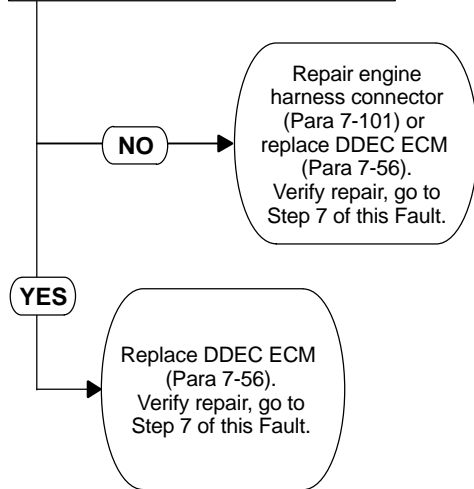 NO
Repair engine
harness connector
(Para 7-101) or
replace DDEC ECM
(Para 7-56).
Verify repair, go to
Step 7 of this Fault.
YES
Replace DDEC ECM
(Para 7-56).
Verify repair, go to
Step 7 of this Fault.